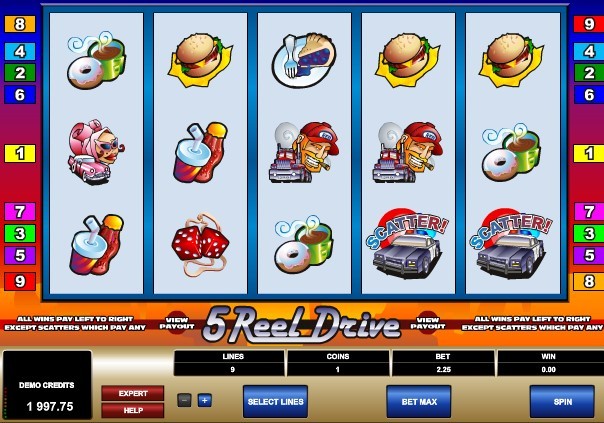 8
9
4
4
2
2
6
6
1
1
7
7
3
3
5
5
9
8
SCATTER!
SCATTER!
ALL WINS PAY LEFT TO RIGHT
EXCEPT SCATTERS WHICH PAY ANY
VIEW
PAYOUT
5 Reel Drive
VIEW
PAYOUT
ALL WINS PAY LEFT TO RIGHT
EXCEPT SCATTERS WHICH PAY ANY
LINES
COINS
BET
WIN
9
1
2.25
0.00
DEMO CREDITS
1 997.75
EXPERT
HELP
-
+
SELECT LINES
BET MAX
SPIN